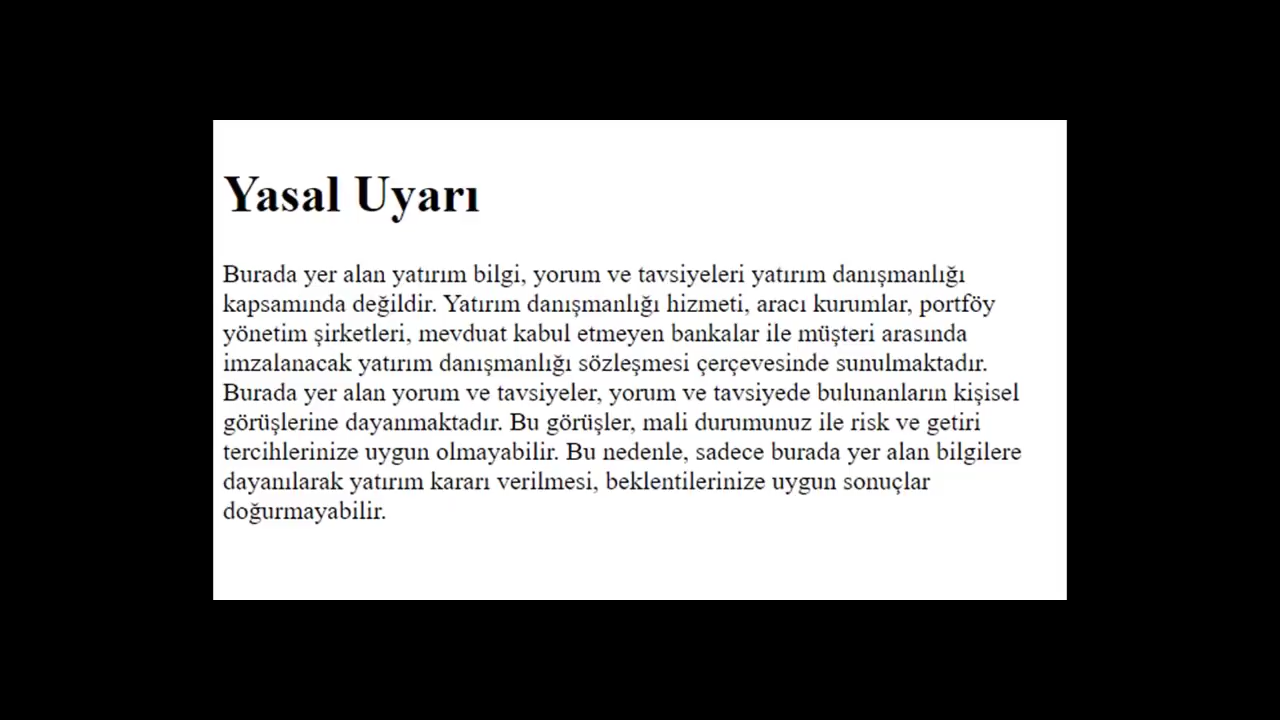 Yasal Uyarı
Burada yer alan yatırım bilgi, yorum ve tavsiyeleri yatırım danışmanlığı
kapsamında değildir. Yatırım danışmanlığı hizmeti, aracı kurumlar, portföy
yönetim şirketleri, mevduat kabul etmeyen bankalar ile müşteri arasında
imzalanacak yatırım danışmanlığı sözleşmesi çerçevesinde sunulmaktadır.
Burada yer alan yorum ve tavsiyeler, yorum ve tavsiyede bulunanların kişisel
görüşlerine dayanmaktadır. Bu görüşler, mali durumunuz ile risk ve getiri
tercihlerinize uygun olmayabilir. Bu nedenle, sadece burada yer alan bilgilere
dayanılarak yatırım kararı verilmesi, beklentilerinize uygun sonuçlar
doğurmayabilir.